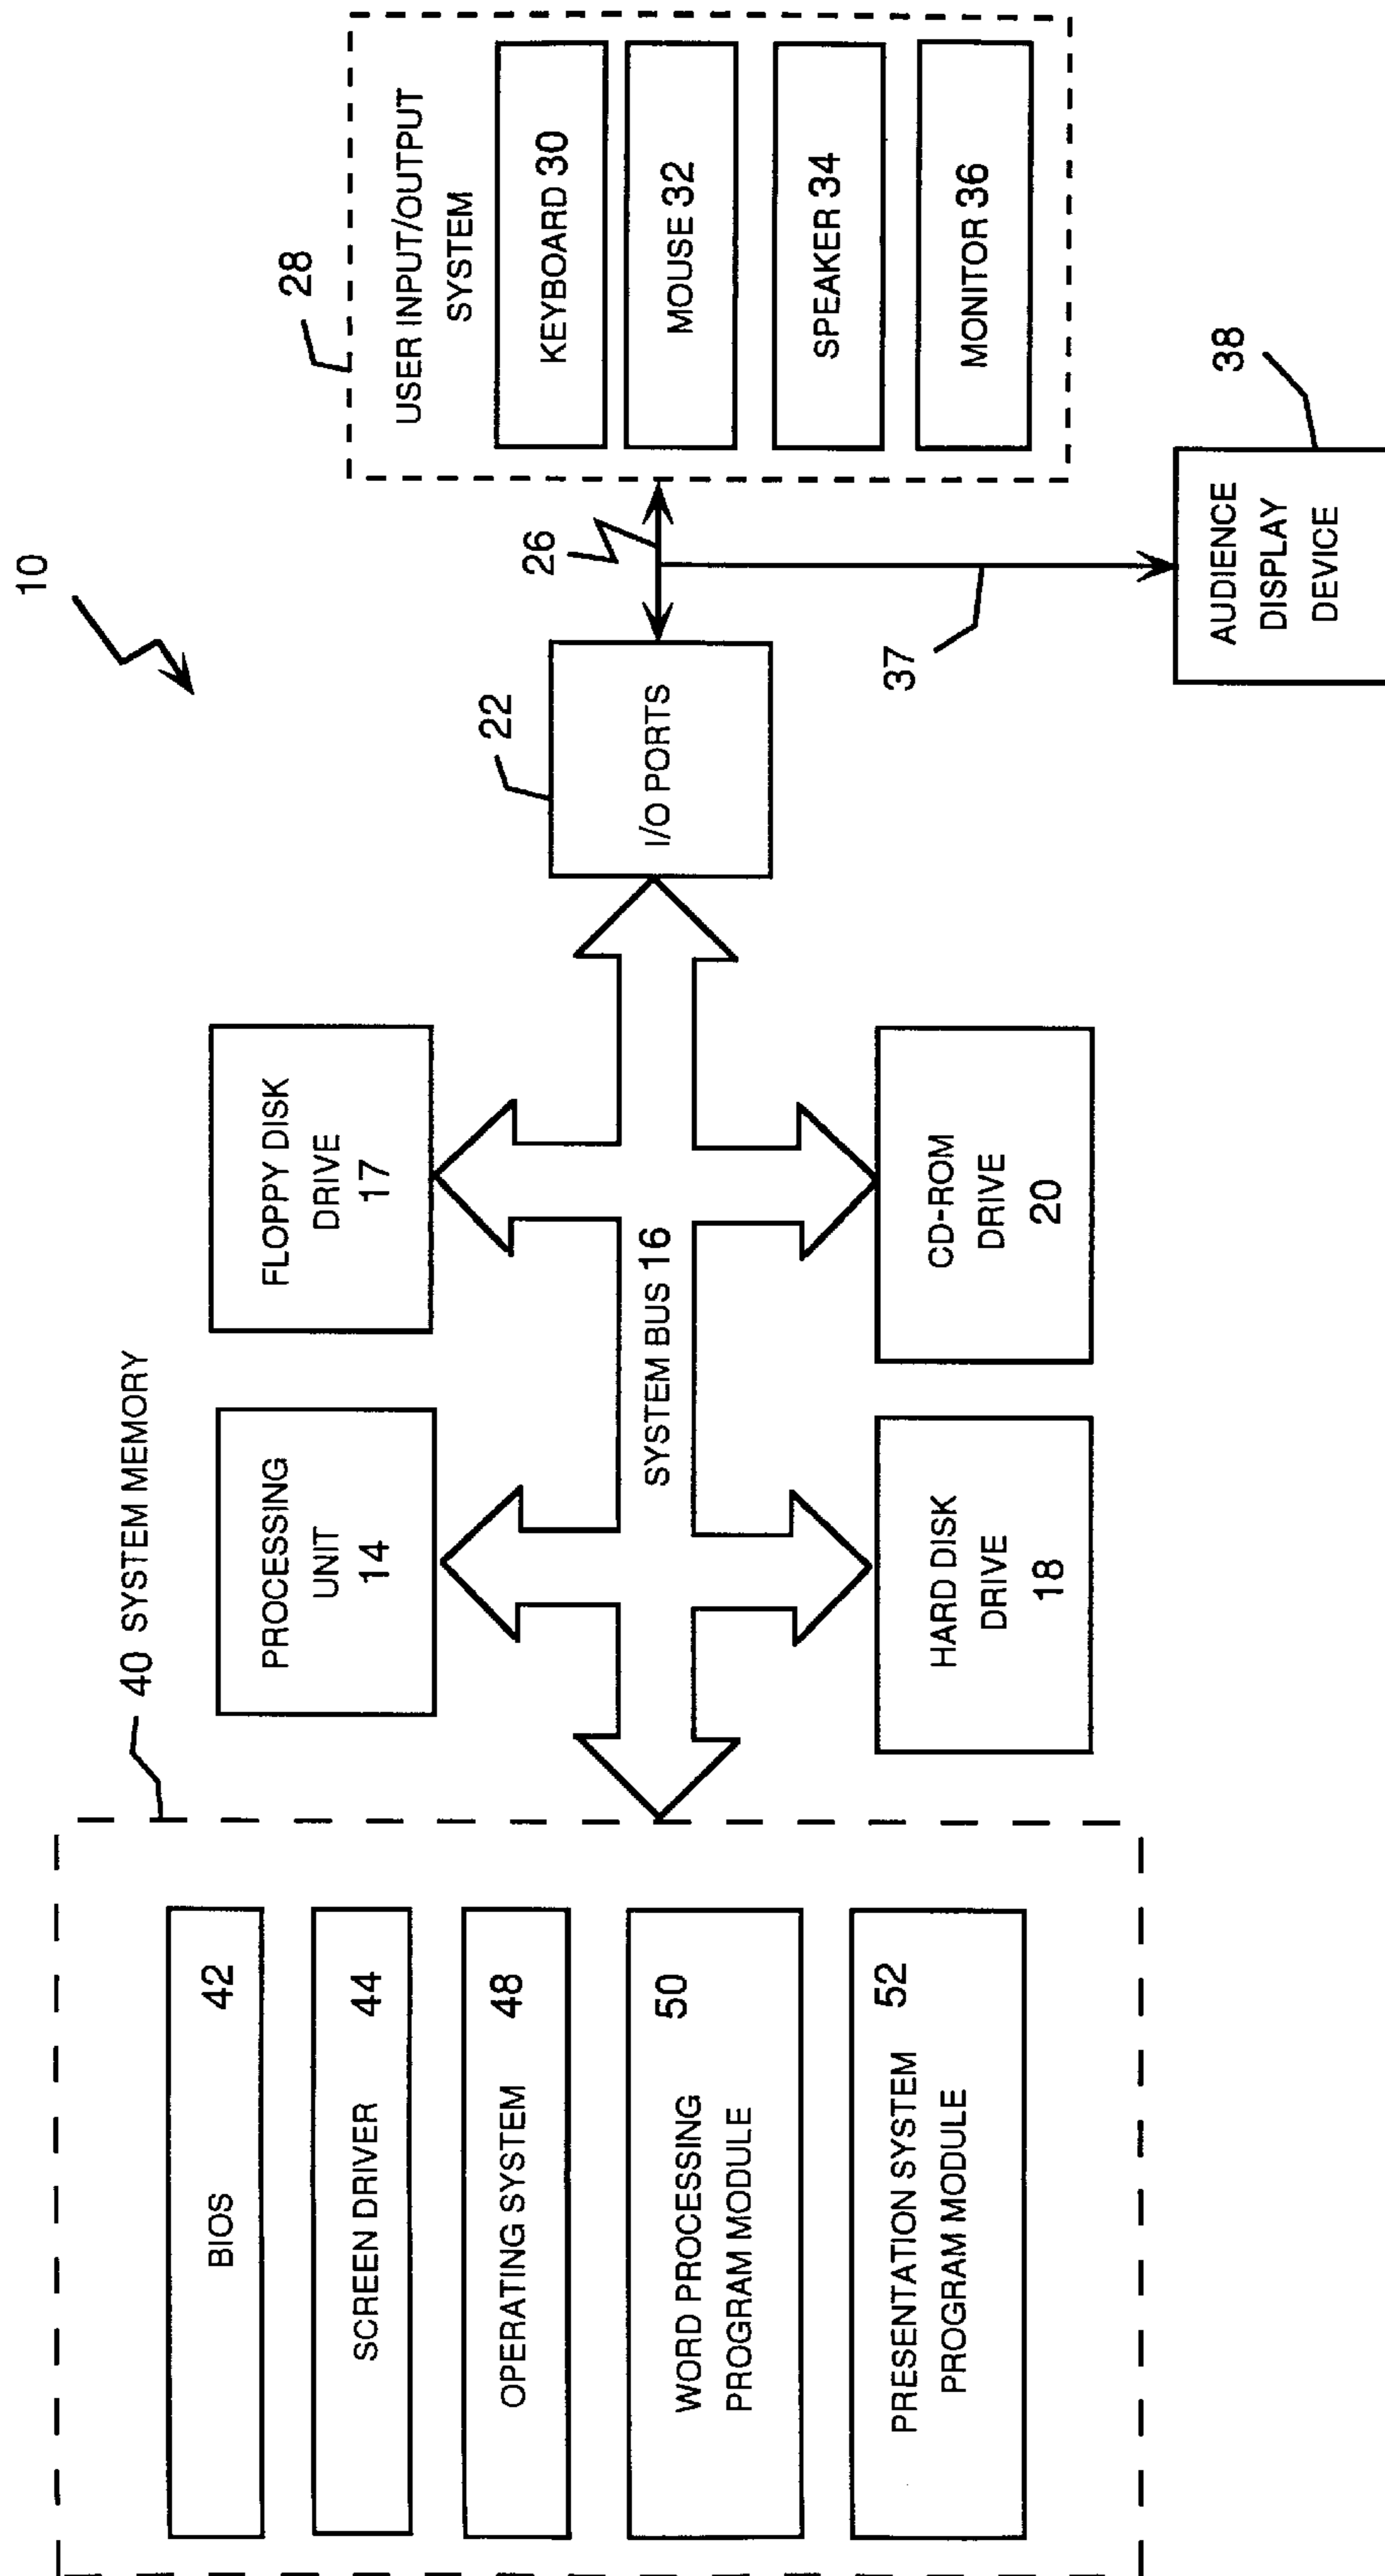 10
40 SYSTEM MEMORY
BIOS 42
SCREEN DRIVER 44
OPERATING SYSTEM 48
WORD PROCESSING
PROGRAM MODULE
50
PRESENTATION SYSTEM
PROGRAM MODULE
52
PROCESSING
UNIT
14
FLOPPY DISK
DRIVE
17
SYSTEM BUS 16
HARD DISK
DRIVE
18
CD-ROM
DRIVE
20
22
I/O PORTS
26
28
USER INPUT/OUTPUT
SYSTEM
KEYBOARD 30
MOUSE 32
SPEAKER 34
MONITOR 36
37
38
AUDIENCE
DISPLAY
DEVICE